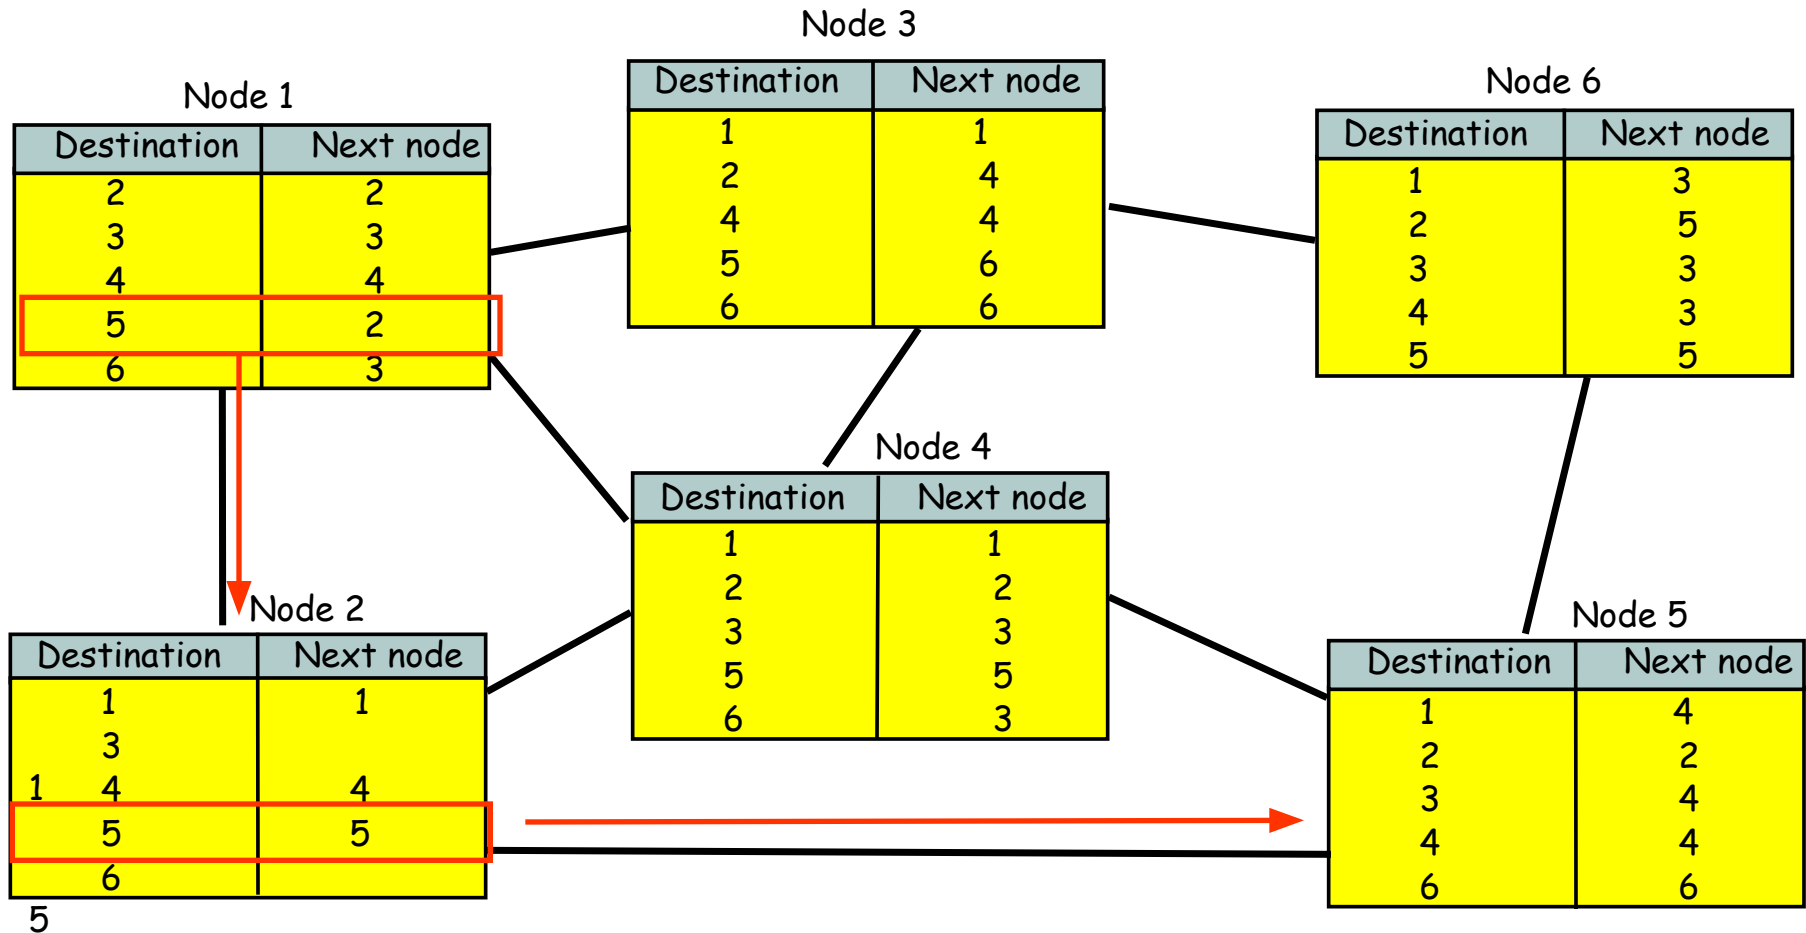 Node 3
Destination Next node
1 1
2 4
4 4
5 6
6 6
Node 1
Destination Next node
2 2
3 3
4 4
5 2
6 3
Node 6
Destination Next node
1 3
2 5
3 3
4 3
5 5
Node 4
Destination Next node
1 1
2 2
3 3
5 5
6 3
Node 2
Destination Next node
1 1
3
1 4 4
5 5
6
5
Node 5
Destination Next node
1 4
2 2
3 4
4 4
6 6